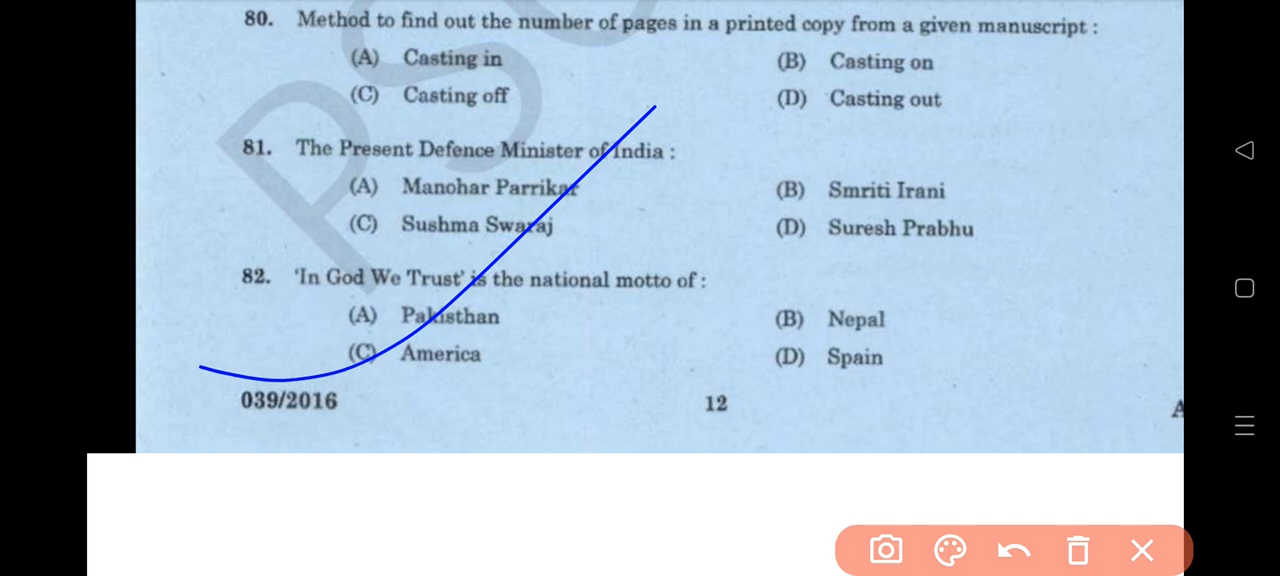 80. Method to find out the number of pages in a printed copy from a given manuscript :
(A) Casting in (B) Casting on
(C) Casting off (D) Casting out
81. The Present Defence Minister of India :
(A) Manohar Parrikar (B) Smriti Irani
(C) Sushma Swaraj (D) Suresh Prabhu
82. 'In God We Trust' is the national motto of :
(A) Pakisthan (B) Nepal
(C) America (D) Spain
039/2016 12 A